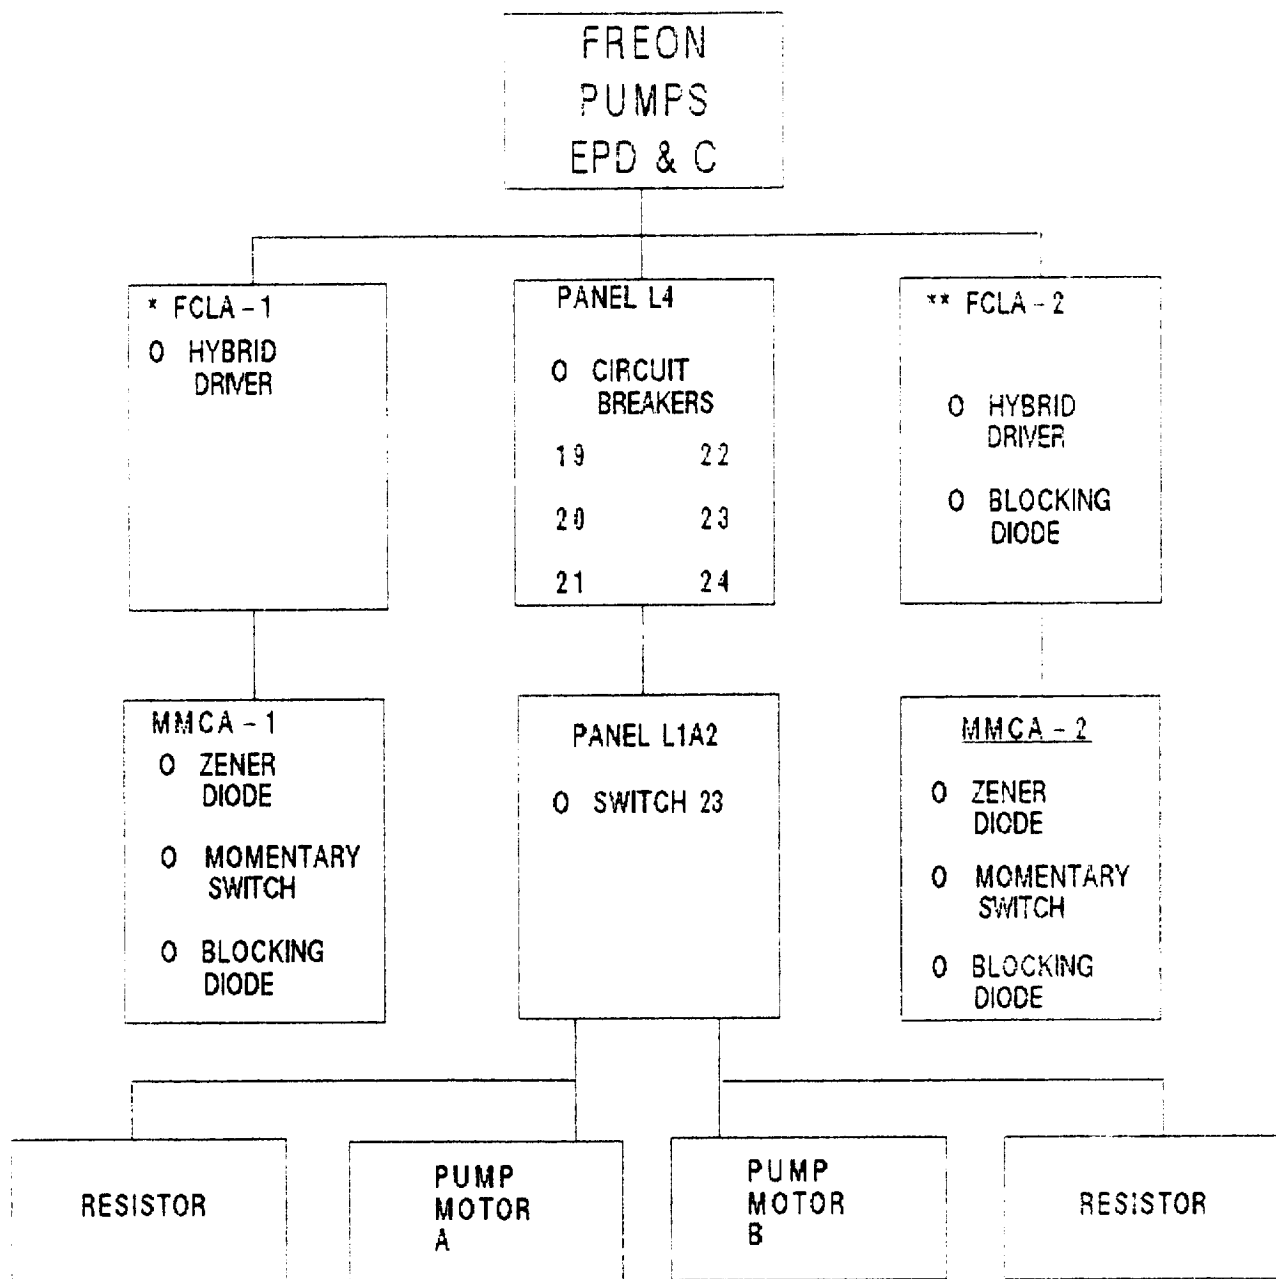 FREON
PUMPS
EPD & C
* FCLA - 1
O HYBRID
DRIVER
PANEL L4
O CIRCUIT
BREAKERS
19 22
20 23
21 24
** FCLA - 2
O HYBRID
DRIVER
O BLOCKING
DIODE
MMCA - 1
O ZENER
DIODE
O MOMENTARY
SWITCH
O BLOCKING
DIODE
PANEL L1A2
O SWITCH 23
MMCA - 2
O ZENER
DIODE
O MOMENTARY
SWITCH
O BLOCKING
DIODE
RESISTOR
PUMP
MOTOR
A
PUMP
MOTOR
B
RESISTOR